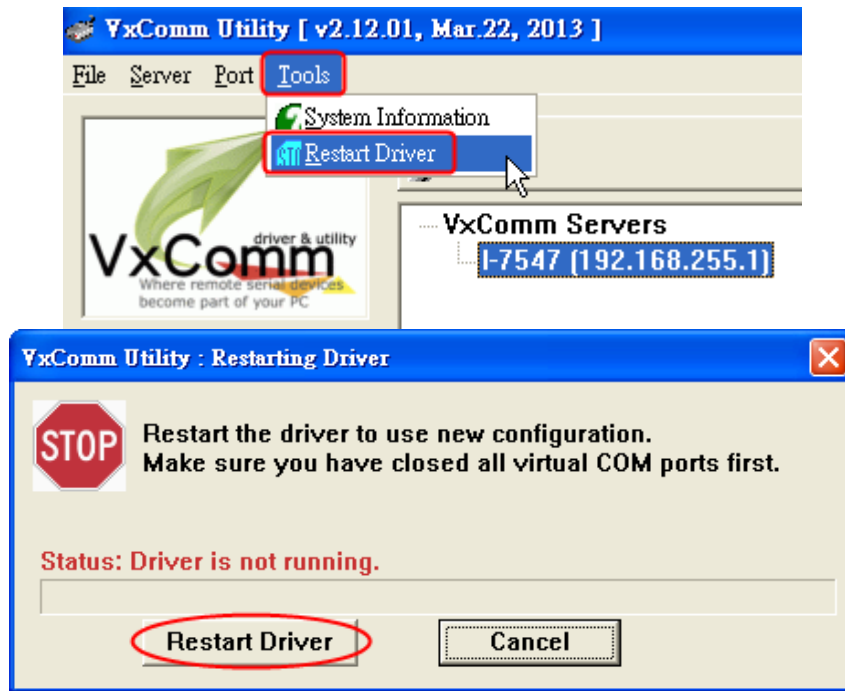 VxComm Utility [ v2.12.01, Mar.22, 2013 ]
File Server Port Tools
System Information
Restart Driver
driver & utility
VxComm
Where remote serial devices
become part of your PC
VxComm Servers
I-7547 (192.168.255.1)
VxComm Utility : Restarting Driver
STOP
Restart the driver to use new configuration.
Make sure you have closed all virtual COM ports first.
Status: Driver is not running.
Restart Driver
Cancel